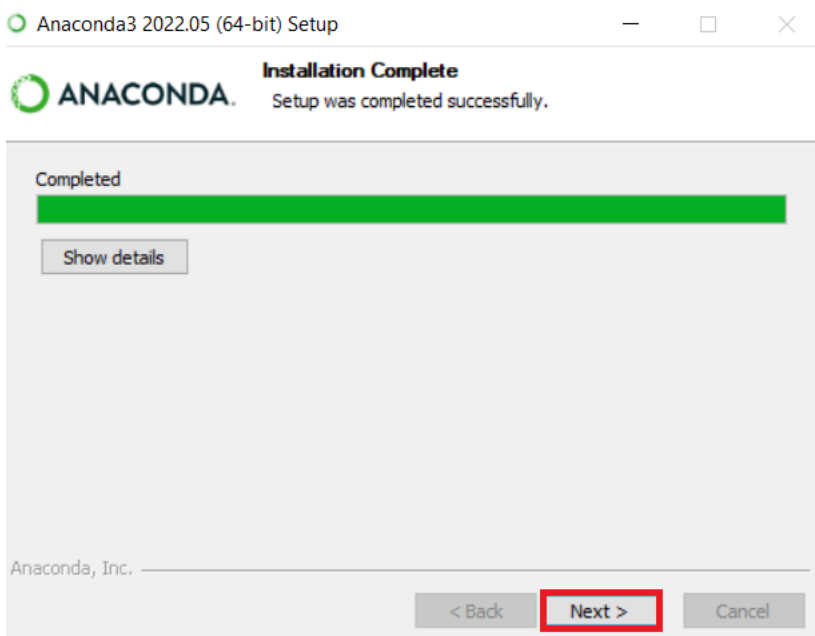 Anaconda3 2022.05 (64-bit) Setup
ANACONDA.
Installation Complete
Setup was completed successfully.
Completed
Show details
Anaconda, Inc.
< Back
Next >
Cancel